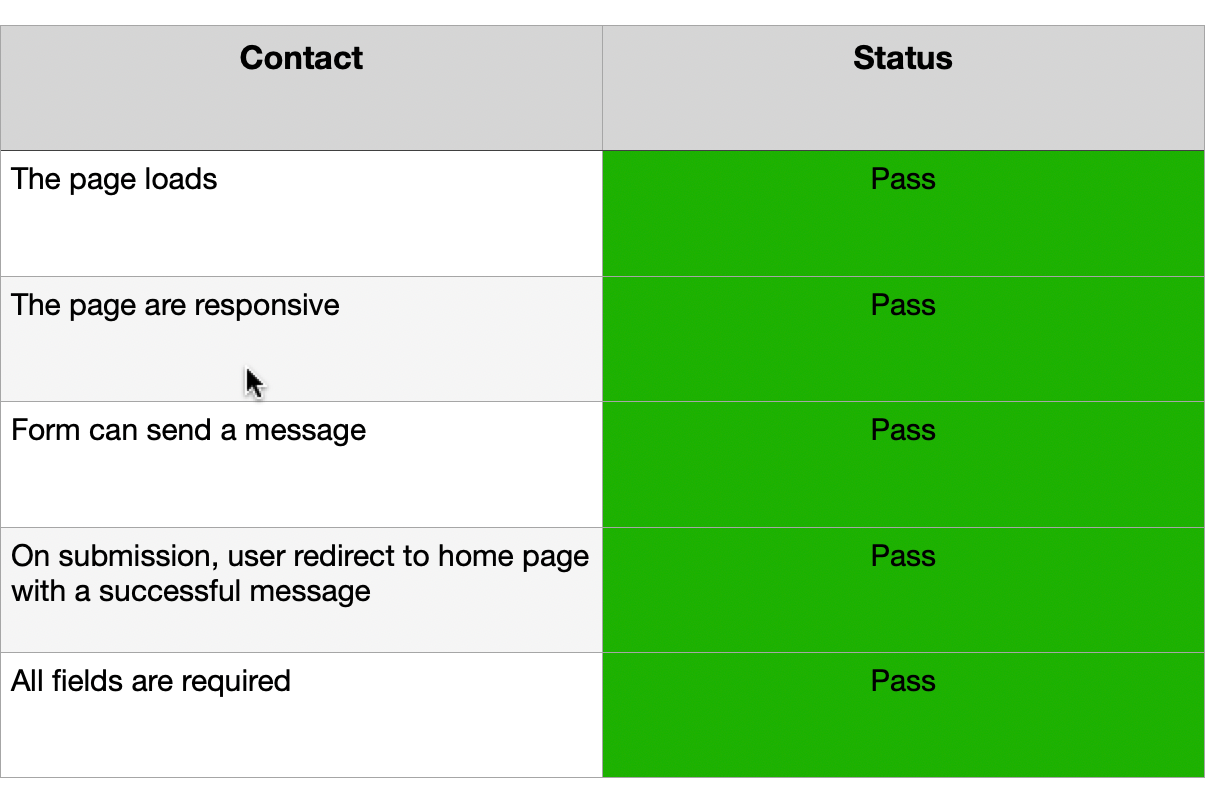 Contact Status
The page loads Pass
The page are responsive Pass
Form can send a message Pass
On submission, user redirect to home page Pass
with a successful message
All fields are required Pass